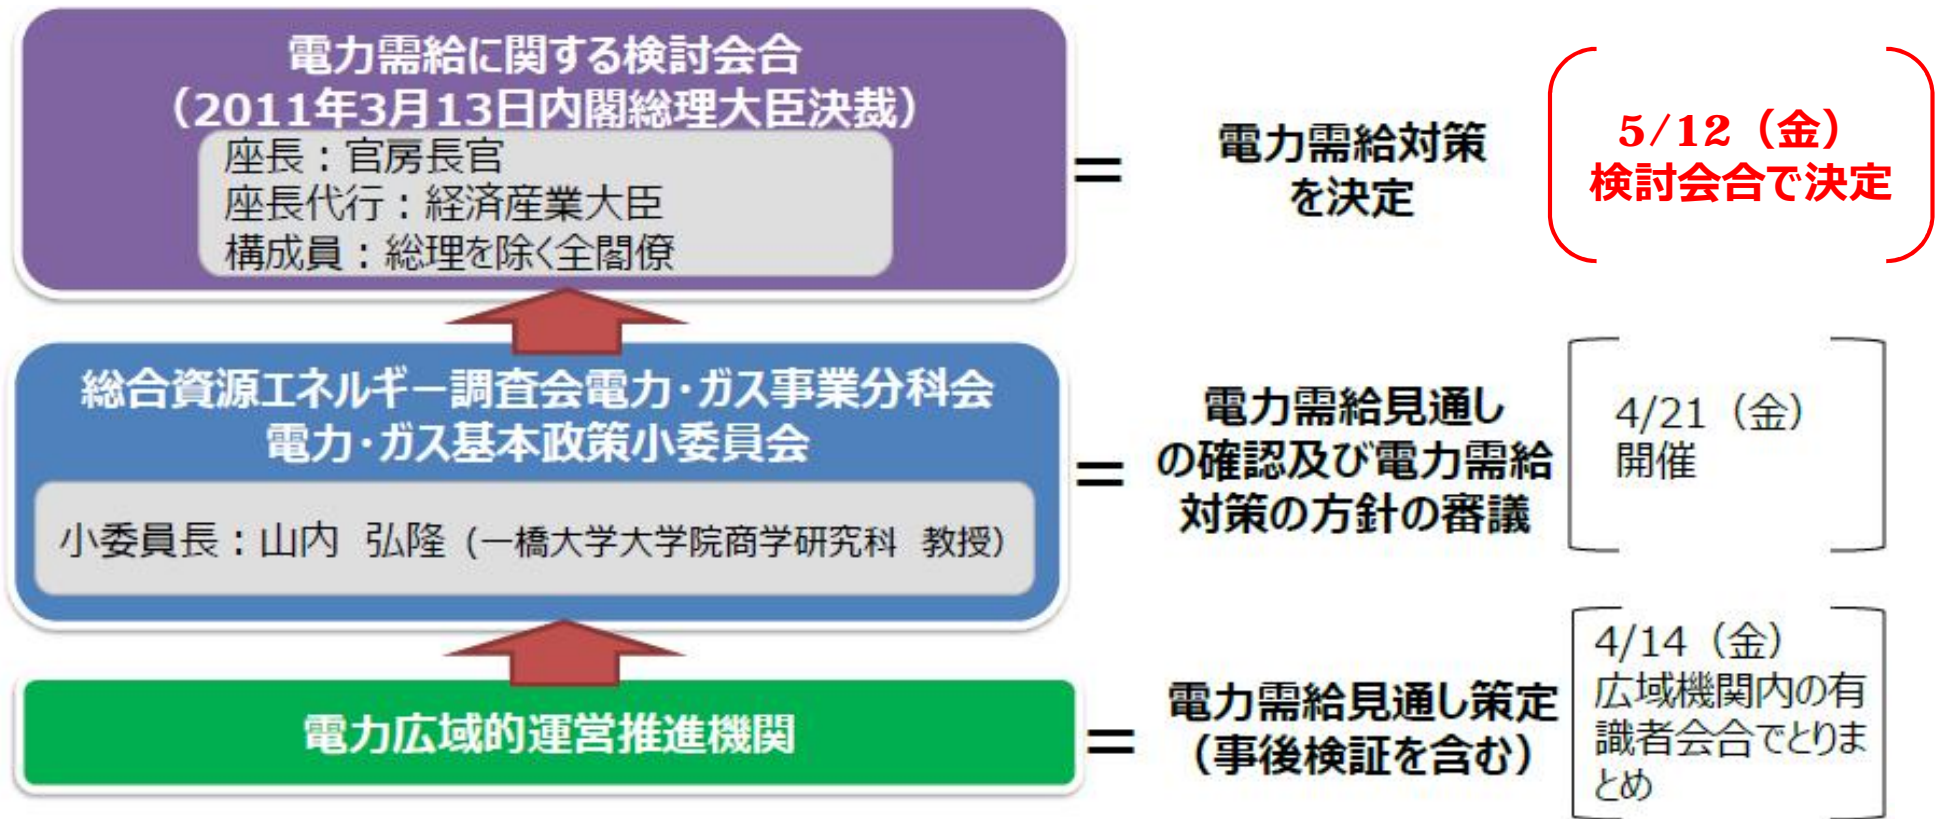 電力需給に関する検討会合
（2011年3月13日内閣総理大臣決裁）
座長：官房長官
座長代行：経済産業大臣
構成員：総理を除く全閣僚
＝
電力需給対策
を決定
5/12（金）
検討会合で決定
総合資源エネルギー調査会電力・ガス事業分科会
電力・ガス基本政策小委員会
小委員長：山内 弘隆（一橋大学大学院商学研究科 教授）
＝
電力需給見通し
の確認及び電力需給
対策の方針の審議
4/21（金）
開催
電力広域的運営推進機関
＝
電力需給見通し策定
（事後検証を含む）
4/14（金）
広域機関内の有
識者会合でとりま
とめ